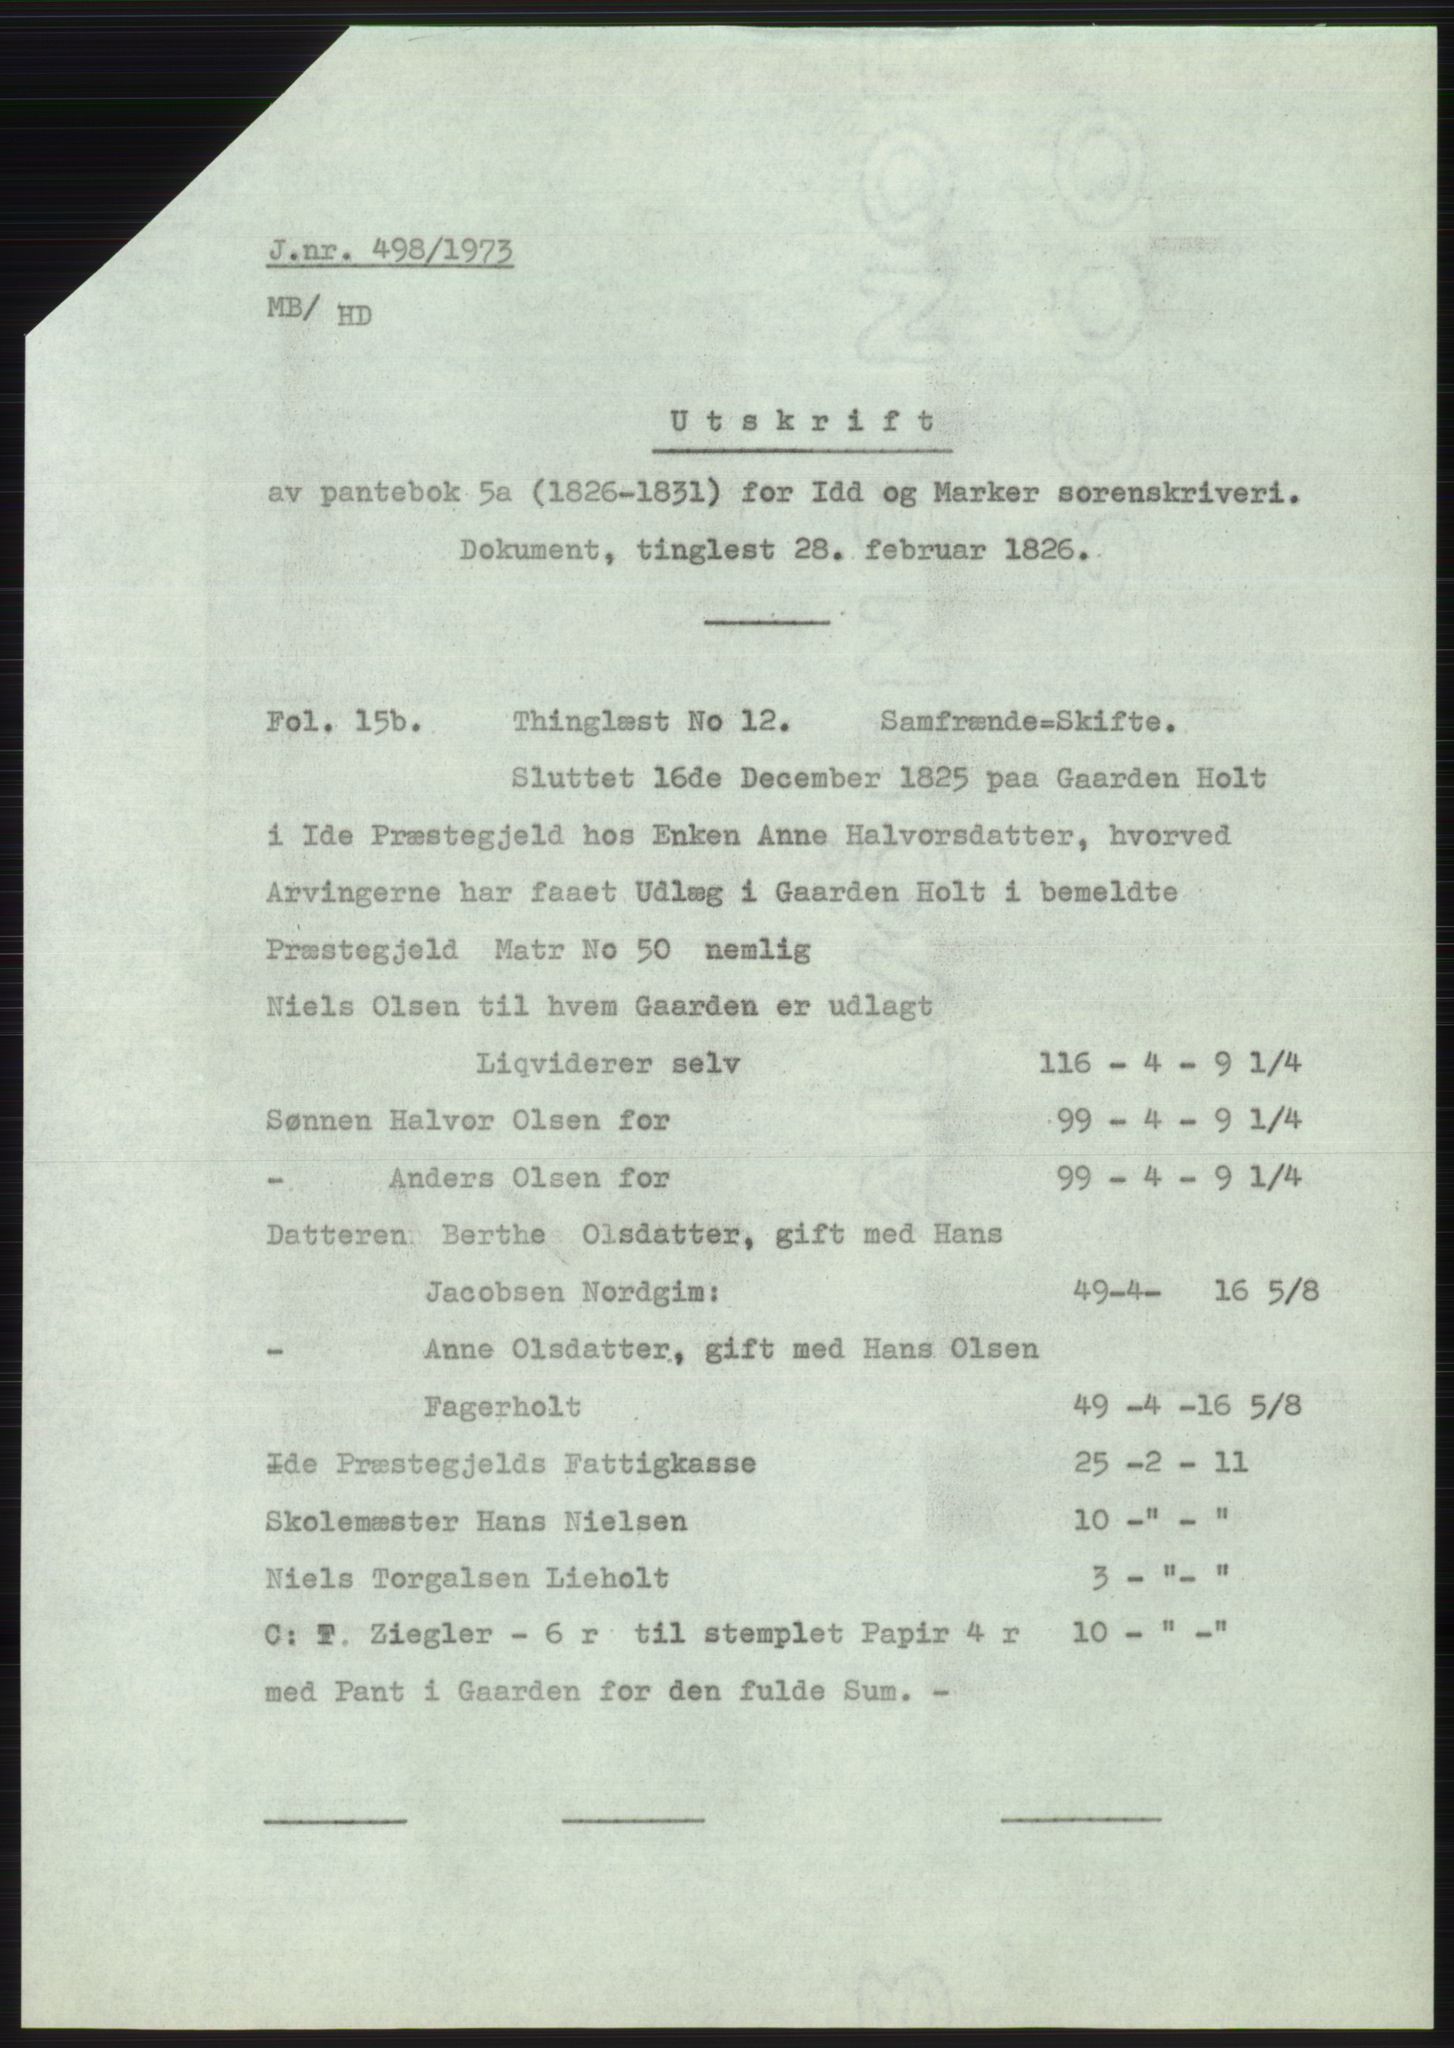 J.nr. 498/1973
MB/ HD
U t s k r i f t
av pantebok 5a (1826-1831) for Idd og Marker sorenskriveri.
Dokument, tinglest 28. februar 1826.
Fol. 15b. Thinglæst No 12. Samfrænde=Skifte.
Sluttet 16de December 1825 paa Gaarden Holt
i Ide Præstegjeld hos Enken Anne Halvorsdatter, hvorved
Arvingerne har faaet Udlæg i Gaarden Holt i bemeldte
Præstegjeld Matr No 50 nemlig
Niels Olsen til hvem Gaarden er udlagt
Liqviderer selv 116 - 4 - 9 1/4
Sønnen Halvor Olsen for 99 - 4 - 9 1/4
- Anders Olsen for 99 - 4 - 9 1/4
Datteren Berthe Olsdatter, gift med Hans
Jacobsen Nordgim: 49-4- 16 5/8
- Anne Olsdatter, gift med Hans Olsen
Fagerholt 49 -4 -16 5/8
Ide Præstegjelds Fattigkasse 25 -2 - 11
Skolemæster Hans Nielsen 10 -" - "
Niels Torgalsen Lieholt 3 - "- "
C: T. Ziegler - 6 r til stemplet Papir 4 r 10 - " -"
med Pant i Gaarden for den fulde Sum. -